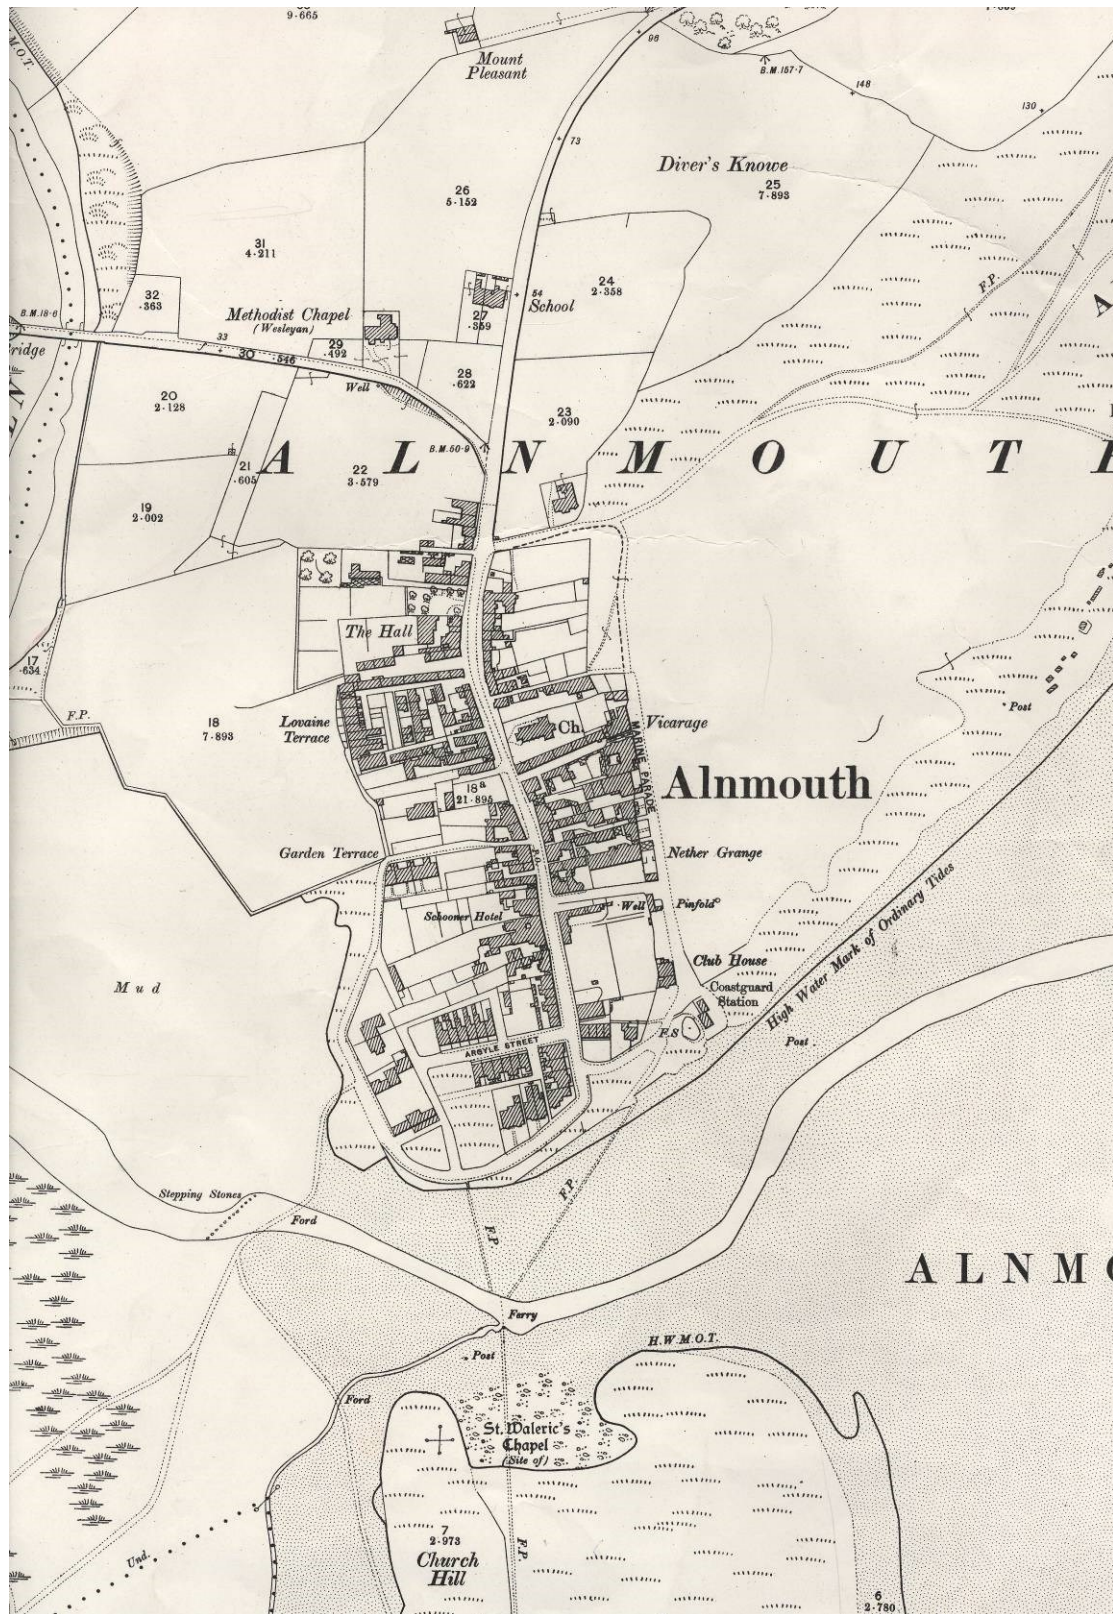 9·665
M.O.T.
Mount
Pleasant
96
B.M.157·7
148
130
73
Diver's Knowe
25
7·893
26
5·152
31
4·211
24
2·358
F.P.
32
·363
Methodist Chapel
(Wesleyan)
27
·359
54
School
B.M.18·6
33
30
·546
29
·492
28
·622
Well
20
2·128
23
2·090
B.M.50·9
A L N M O U T H
21
·605
22
3·579
19
2·002
The Hall
17
·634
F.P.
18
7·893
Lovaine
Terrace
Ch.
Vicarage
MARINE PARADE
Post
18ᵃ
21·895
Alnmouth
Garden Terrace
P.O.
Nether Grange
Schooner Hotel
Well
Pinfold
Mud
Club House
Coastguard
Station
High Water Mark of Ordinary Tides
F.S
Post
ARGYLE STREET
Stepping Stones
Ford
F.P.
F.P.
ALNMO
Ferry
Post
H.W.M.O.T.
Ford
St. Waleric's
Chapel
(Site of)
7
2·973
Church
Hill
F.P.
Und.
6
2·780